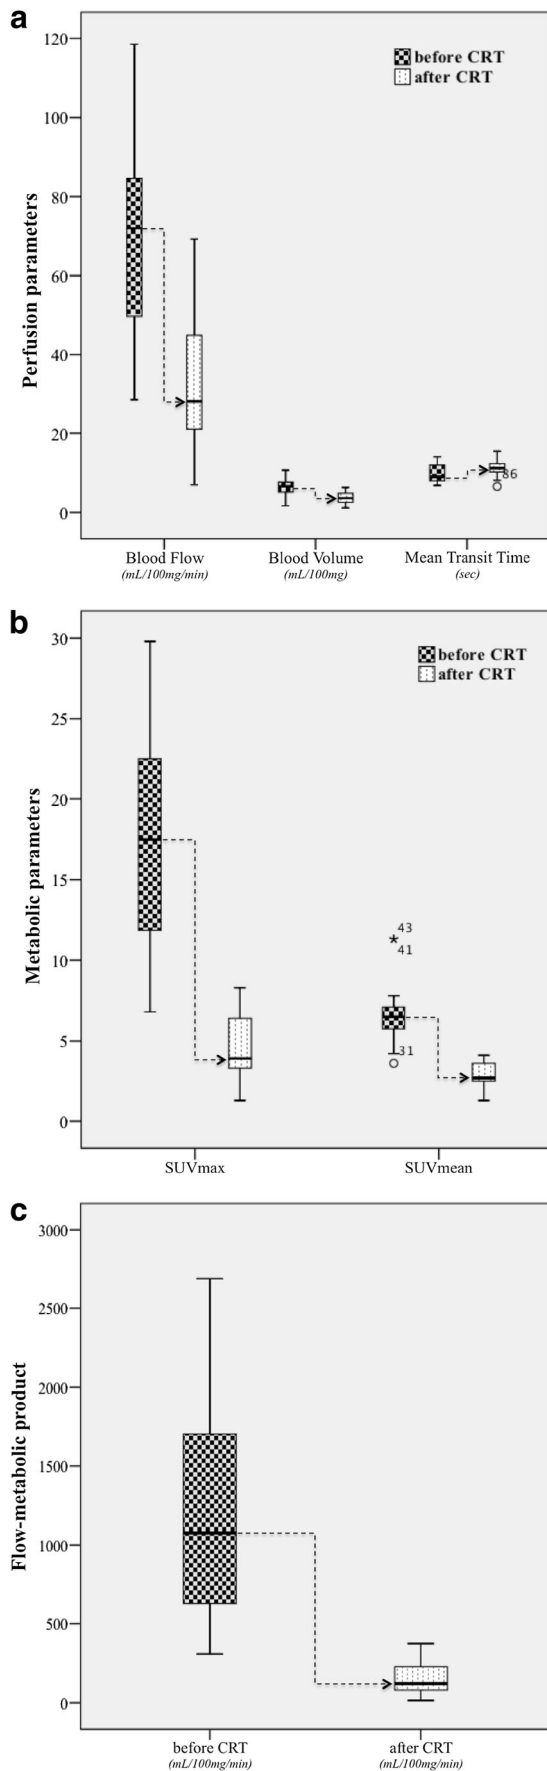 a
before CRT
after CRT
120
100
80
60
40
20
0
Perfusion parameters
86
Blood Flow
(mL/100mg/min)
Blood Volume
(mL/100mg)
Mean Transit Time
(sec)
b
before CRT
after CRT
30
25
20
15
10
5
0
Metabolic parameters
43
41
31
SUVmax
SUVmean
c
3000
2500
2000
1500
1000
500
0
Flow-metabolic product
before CRT
(mL/100mg/min)
after CRT
(mL/100mg/min)